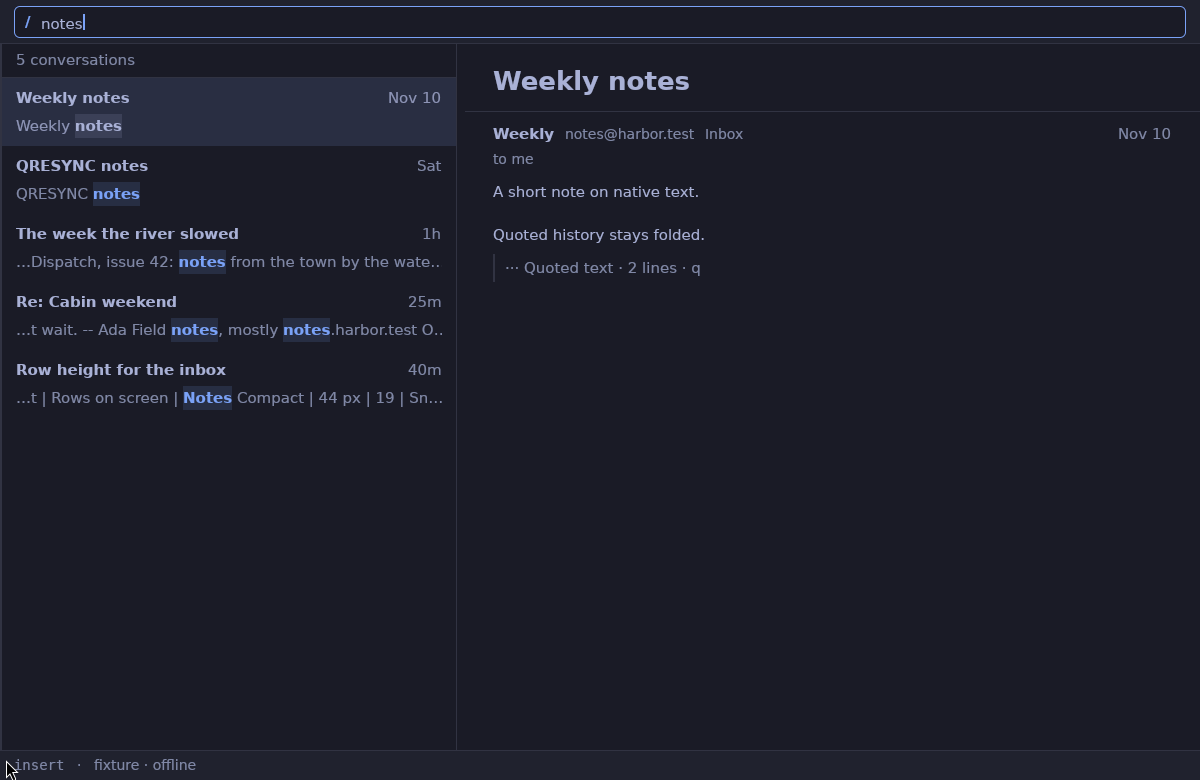 / notes
5 conversations
Weekly notes Nov 10
Weekly notes
QRESYNC notes Sat
QRESYNC notes
The week the river slowed 1h
...Dispatch, issue 42: notes from the town by the wate..
Re: Cabin weekend 25m
...t wait. -- Ada Field notes, mostly notes.harbor.test O..
Row height for the inbox 40m
...t | Rows on screen | Notes Compact | 44 px | 19 | Sn...
Weekly notes
Weekly notes@harbor.test Inbox Nov 10
to me
A short note on native text.
Quoted history stays folded.
··· Quoted text · 2 lines · q
insert · fixture · offline